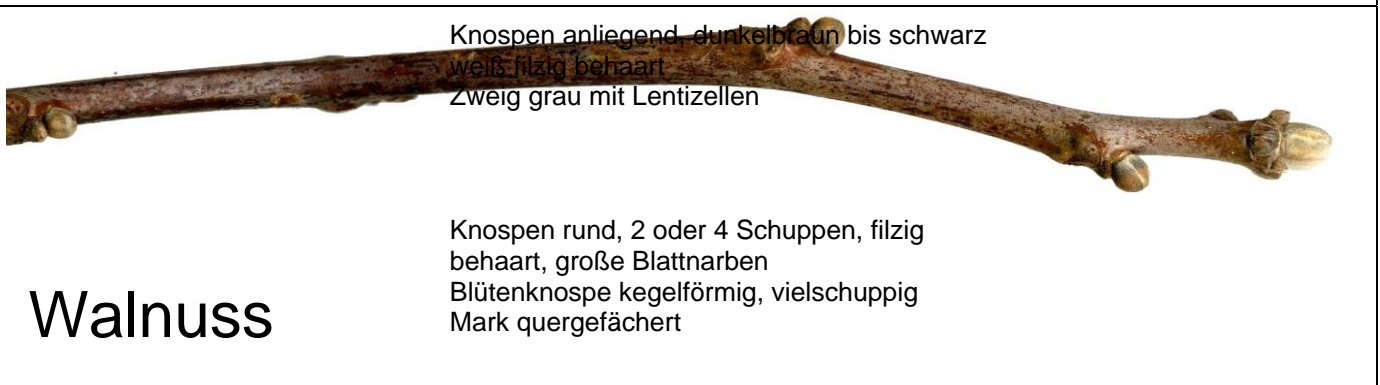 Knospen anliegend, dunkelbraun bis schwarz
weiß filzig behaart
Zweig grau mit Lentizellen
Knospen rund, 2 oder 4 Schuppen, filzig
behaart, große Blattnarben
Blütenknospe kegelförmig, vielschuppig
Mark quergefächert
Walnuss